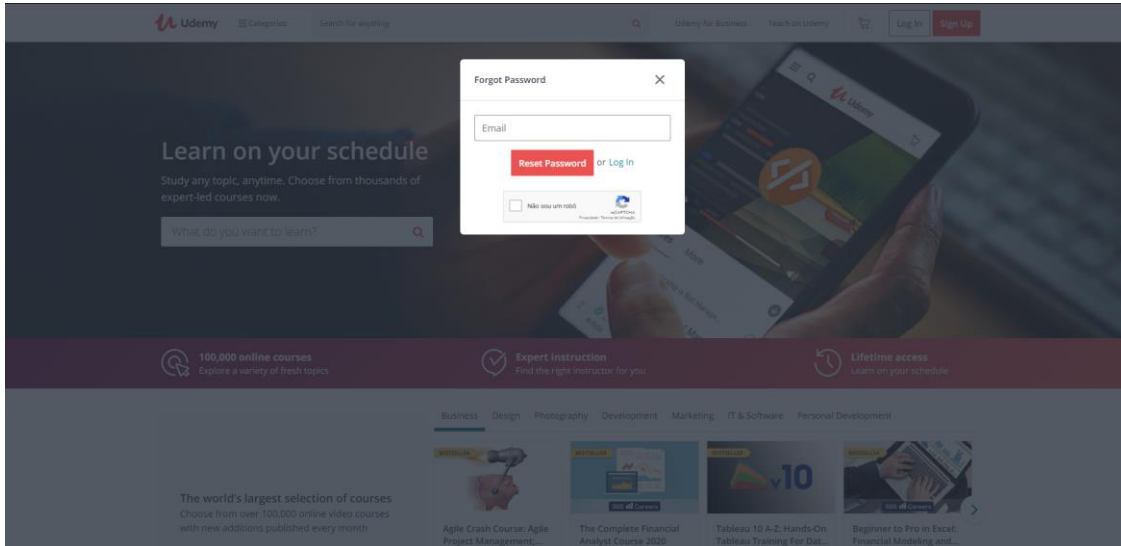 Udemy
Categories
Search for anything
Udemy for Business
Teach on Udemy
Log In
Sign Up
Forgot Password
Email
Reset Password
or Log In
Não sou um robô
reCAPTCHA
Learn on your schedule
Study any topic, anytime. Choose from thousands of
expert-led courses now.
What do you want to learn?
Udemy
More
100,000 online courses
Explore a variety of fresh topics
Expert instruction
Find the right instructor for you
Lifetime access
Learn on your schedule
Business
Design
Photography
Development
Marketing
IT & Software
Personal Development
The world's largest selection of courses
Choose from over 100,000 online video courses
with new additions published every month
BESTSELLER
Agile Crash Course: Agile
Project Management;...
BESTSELLER
365 Careers
The Complete Financial
Analyst Course 2020
BESTSELLER
v10
Tableau 10 A-Z: Hands-On
Tableau Training For Dat...
BESTSELLER
365 Careers
Beginner to Pro in Excel:
Financial Modeling and...